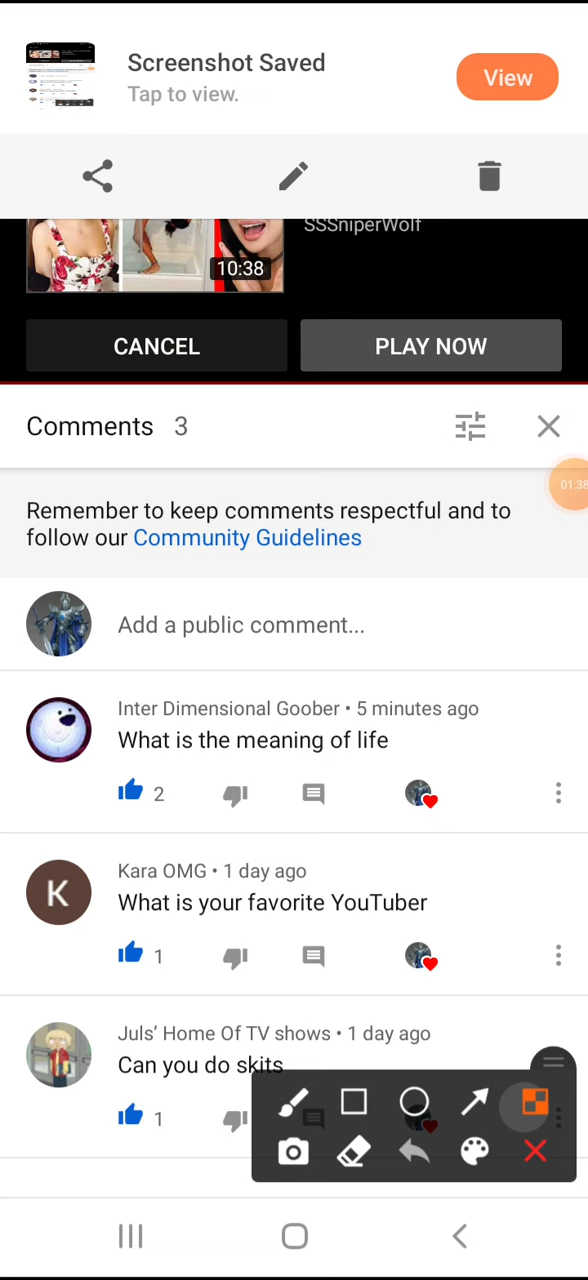 Screenshot Saved
Tap to view.
View
SSSniperWolf
10:38
CANCEL
PLAY NOW
Comments 3
01:38
Remember to keep comments respectful and to
follow our Community Guidelines
Add a public comment...
Inter Dimensional Goober • 5 minutes ago
What is the meaning of life
2
K
Kara OMG • 1 day ago
What is your favorite YouTuber
1
Juls’ Home Of TV shows • 1 day ago
Can you do skits
1